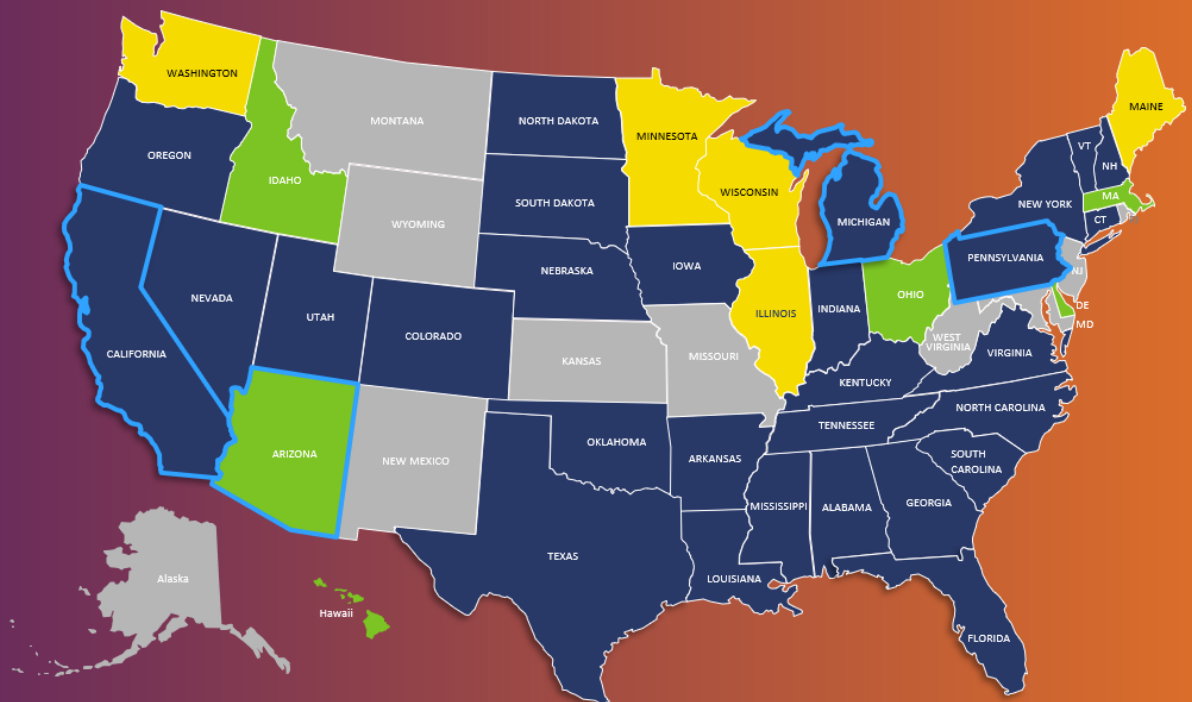 WASHINGTON
MAINE
MONTANA
NORTH DAKOTA
MINNESOTA
OREGON
VT
NH
IDAHO
WISCONSIN
MA
SOUTH DAKOTA
NEW YORK
WYOMING
MICHIGAN
CT
PENNSYLVANIA
IOWA
NEBRASKA
NJ
NEVADA
OHIO
DE
UTAH
INDIANA
ILLINOIS
MD
COLORADO
WEST
VIRGINIA
CALIFORNIA
VIRGINIA
MISSOURI
KANSAS
KENTUCKY
NORTH CAROLINA
TENNESSEE
OKLAHOMA
ARIZONA
SOUTH
CAROLINA
NEW MEXICO
ARKANSAS
GEORGIA
MISSISSIPPI
ALABAMA
TEXAS
LOUISIANA
Alaska
Hawaii
FLORIDA